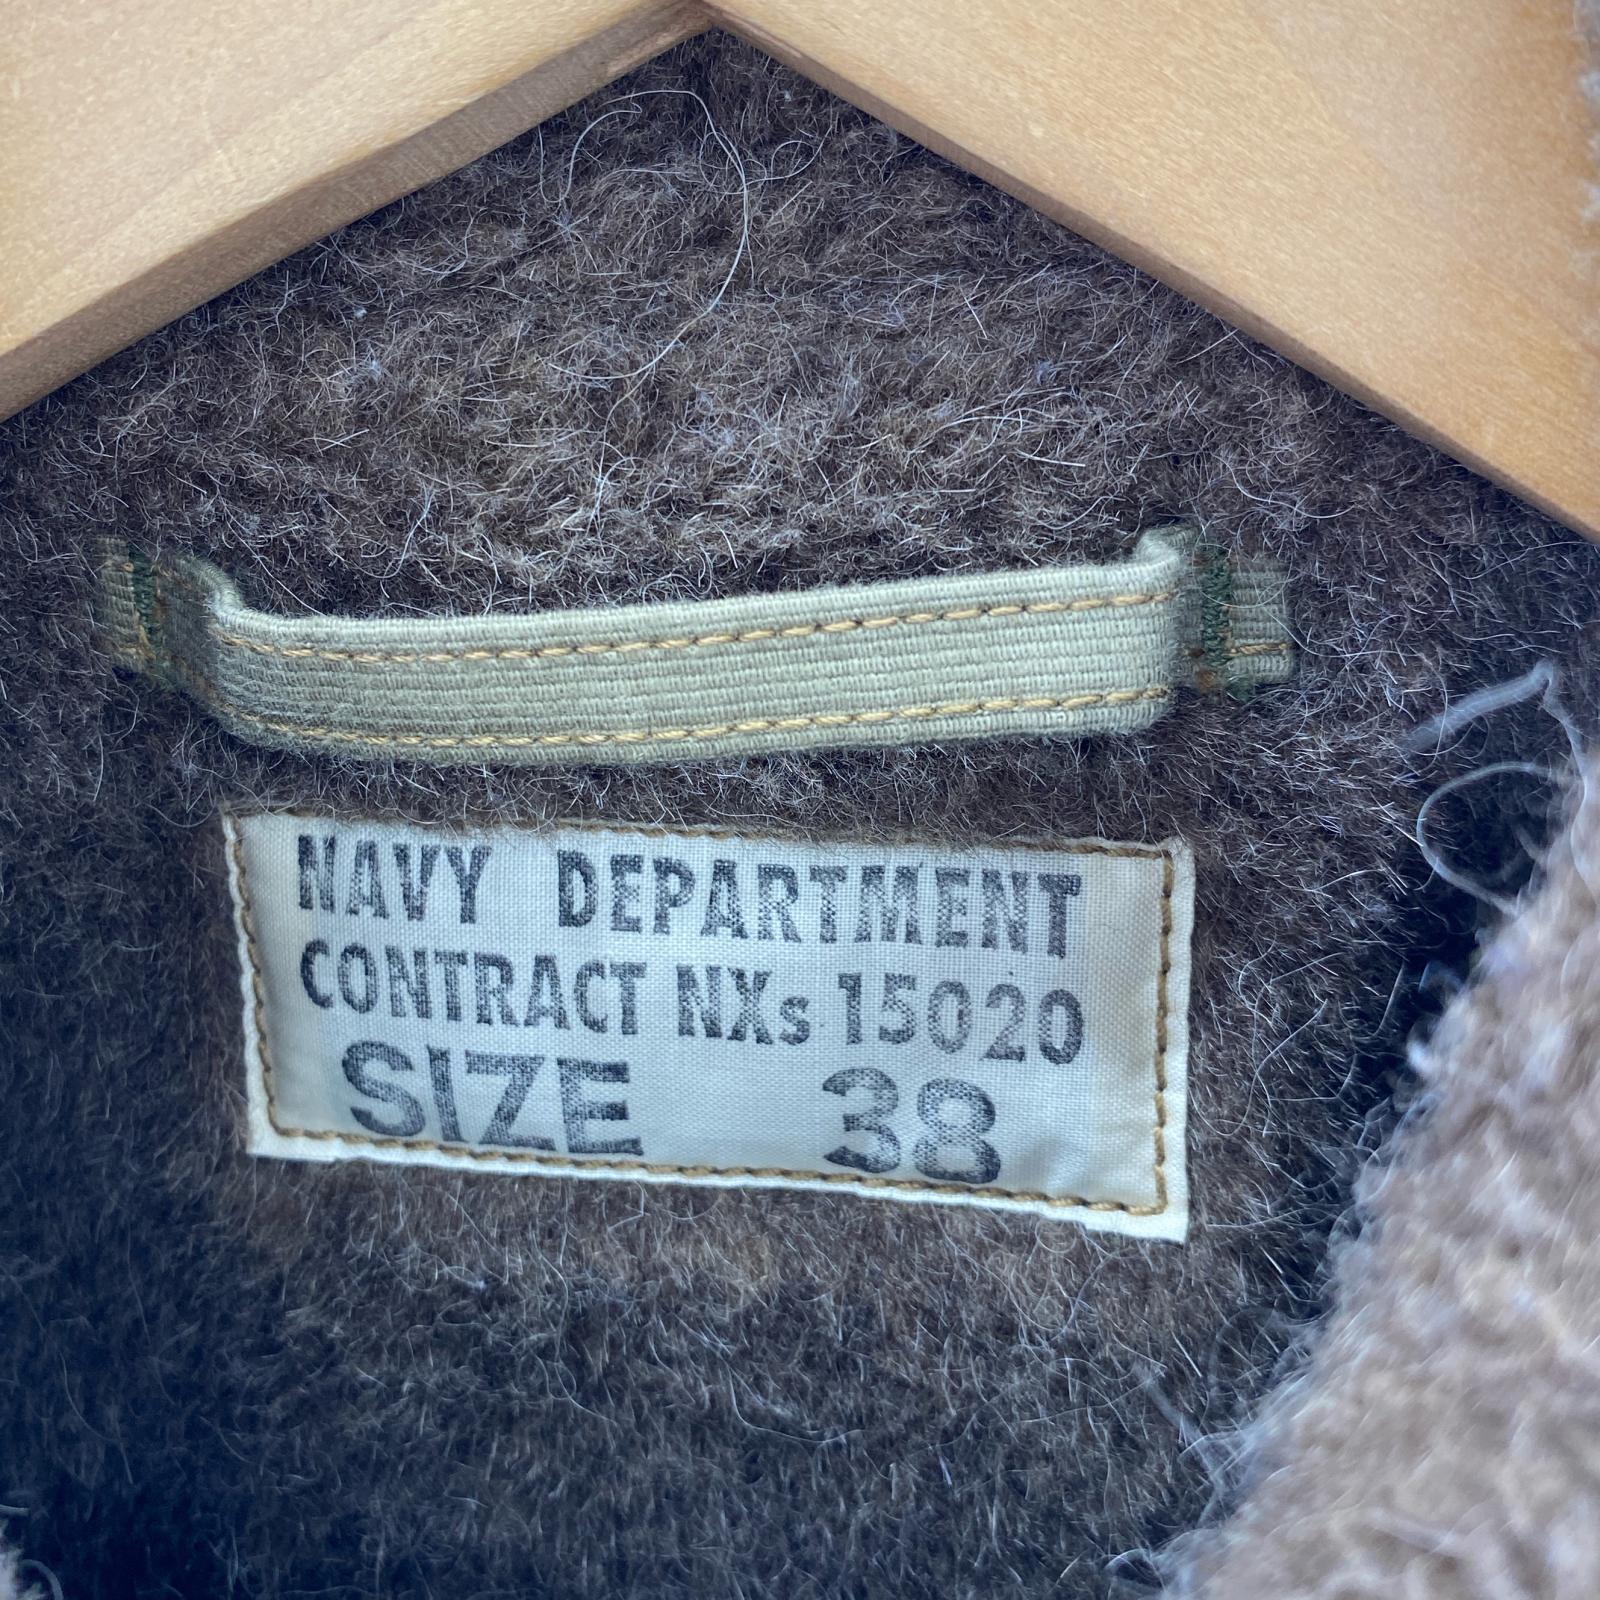 NAVY DEPARTMENT
CONTRACT NXs 15020
SIZE 38